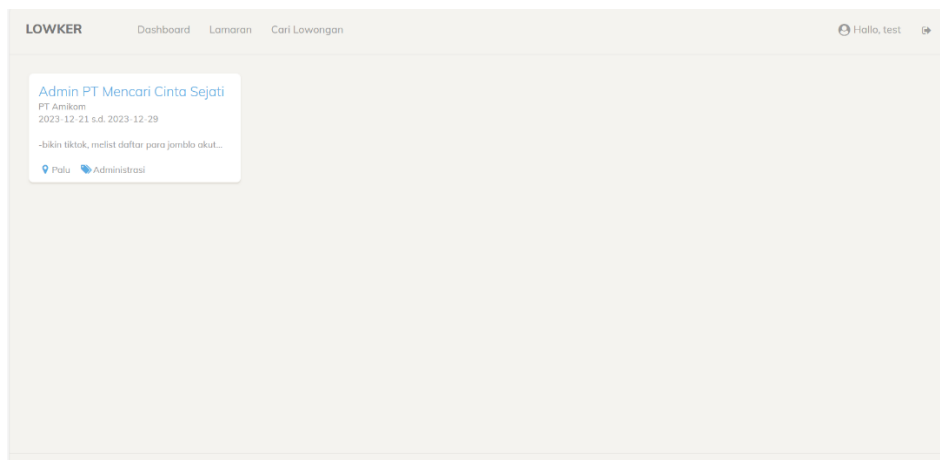 LOWKER Dashboard Lamaran Cari Lowongan Hallo, test
Admin PT Mencari Cinta Sejati
PT Amikom
2023-12-21 s.d. 2023-12-29
-bikin tiktok, melist daftar para jomblo akut...
Palu Administrasi